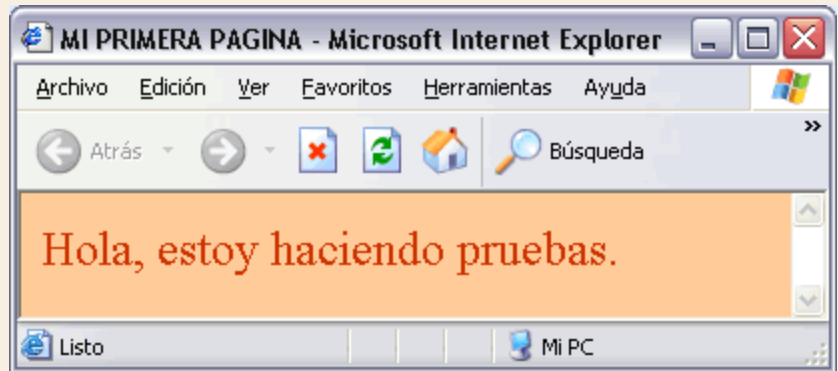 MI PRIMERA PAGINA - Microsoft Internet Explorer
Archivo Edición Ver Favoritos Herramientas Ayuda
Atrás Búsqueda »
Hola, estoy haciendo pruebas.
Listo Mi PC